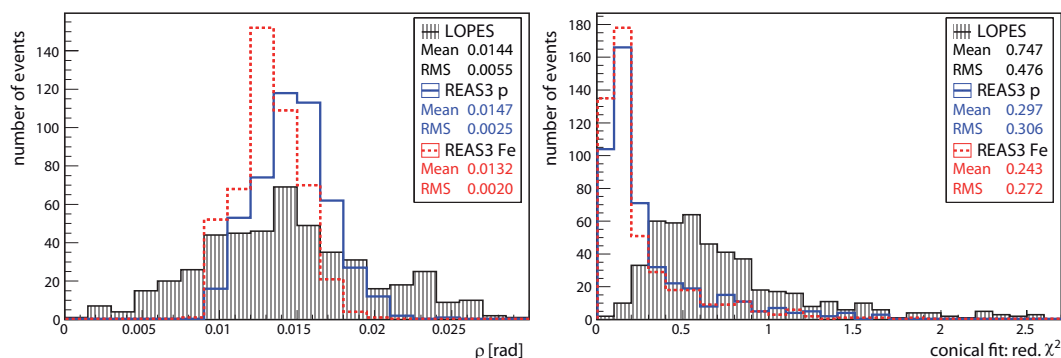 number of events
140
120
100
80
60
40
20
0
0 0.005 0.01 0.015 0.02 0.025
ρ [rad]
LOPES
Mean 0.0144
RMS 0.0055
REAS3 p
Mean 0.0147
RMS 0.0025
REAS3 Fe
Mean 0.0132
RMS 0.0020
number of events
180
160
140
120
100
80
60
40
20
0
0 0.5 1 1.5 2 2.5
conical fit: red. χ²
LOPES
Mean 0.747
RMS 0.476
REAS3 p
Mean 0.297
RMS 0.306
REAS3 Fe
Mean 0.243
RMS 0.272